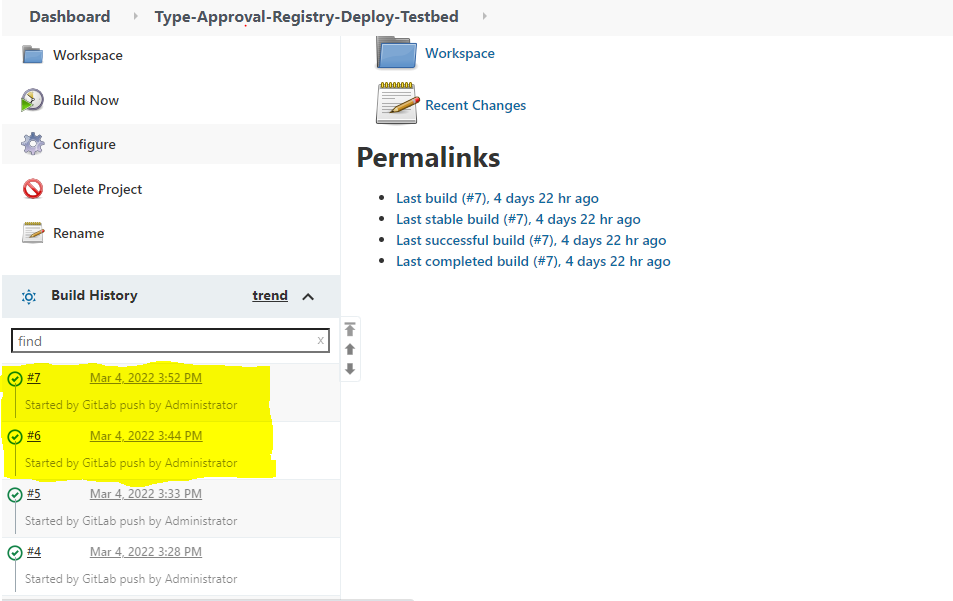 Dashboard Type-Approval-Registry-Deploy-Testbed
Workspace
Build Now
Configure
Delete Project
Rename
Build History trend
find x
#7 Mar 4, 2022 3:52 PM
Started by GitLab push by Administrator
#6 Mar 4, 2022 3:44 PM
Started by GitLab push by Administrator
#5 Mar 4, 2022 3:33 PM
Started by GitLab push by Administrator
#4 Mar 4, 2022 3:28 PM
Started by GitLab push by Administrator
Workspace
Recent Changes
Permalinks
Last build (#7), 4 days 22 hr ago
Last stable build (#7), 4 days 22 hr ago
Last successful build (#7), 4 days 22 hr ago
Last completed build (#7), 4 days 22 hr ago